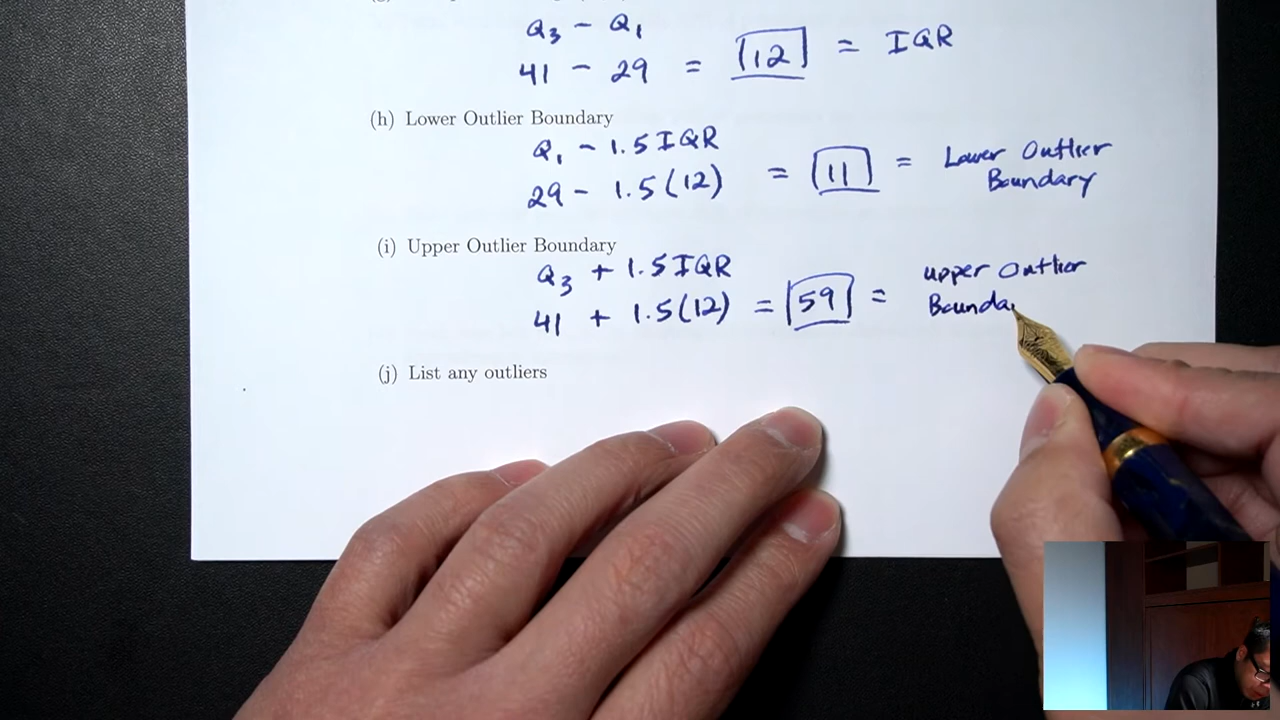 Q3 - Q1
41 - 29 = 12 = IQR
(h) Lower Outlier Boundary
Q1 - 1.5 IQR
29 - 1.5(12) = 11 = Lower Outlier
Boundary
(i) Upper Outlier Boundary
Q3 + 1.5 IQR
41 + 1.5(12) = 59 = upper Outlier
Bounda
(j) List any outliers